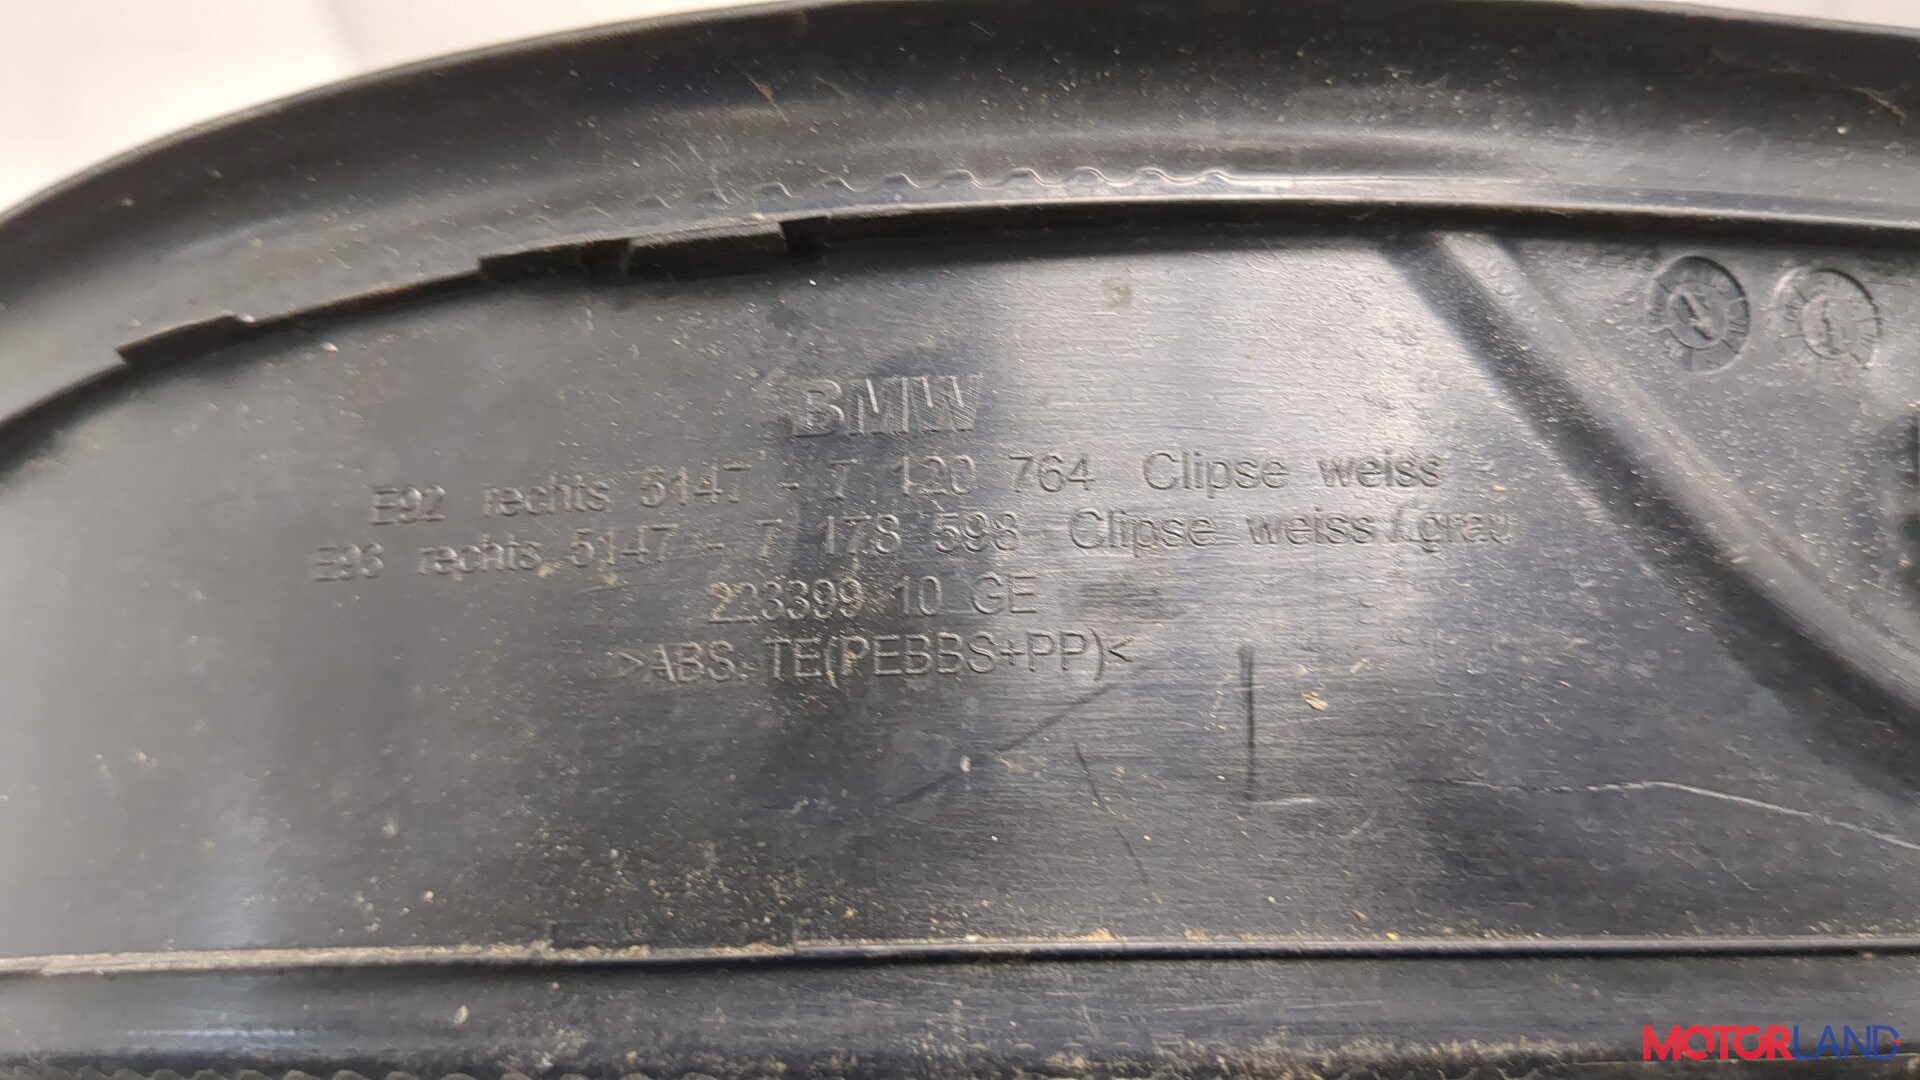 BMW
E92 rechts 5147 - 7 120 764 Clipse weiss
E93 rechts 5147 - 7 178 598 Clipse weiss/grau
223399 10 GE
>ABS. TE(PEBBS+PP)<
MOTORLAND